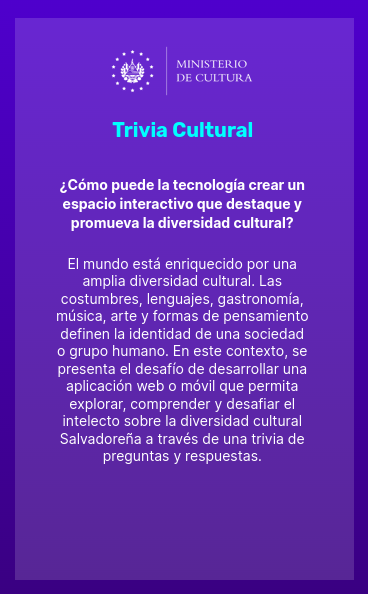 MINISTERIO
DE CULTURA
Trivia Cultural
¿Cómo puede la tecnología crear un
espacio interactivo que destaque y
promueva la diversidad cultural?
El mundo está enriquecido por una
amplia diversidad cultural. Las
costumbres, lenguajes, gastronomía,
música, arte y formas de pensamiento
definen la identidad de una sociedad
o grupo humano. En este contexto, se
presenta el desafío de desarrollar una
aplicación web o móvil que permita
explorar, comprender y desafiar el
intelecto sobre la diversidad cultural
Salvadoreña a través de una trivia de
preguntas y respuestas.